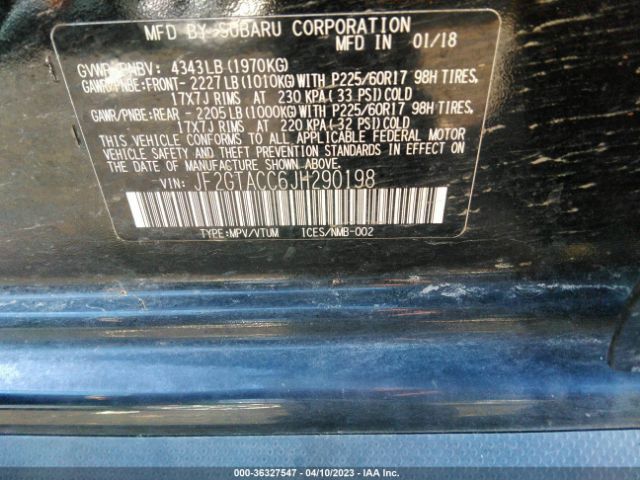 MFD BY SUBARU CORPORATION
MFD IN 01/18
GVWR/PNBV: 4343LB (1970KG)
GAWR/PNBE:FRONT- 2227LB (1010KG)WITH P225/60R17 98H TIRES,
17X7J RIMS AT 230 KPA(33 PSI)COLD
GAWR/PNBE:REAR - 2205LB (1000KG)WITH P225/60R17 98H TIRES,
17X7J RIMS AT 220 KPA(32 PSI)COLD
THIS VEHICLE CONFORMS TO ALL APPLICABLE FEDERAL MOTOR
VEHICLE SAFETY AND THEFT PREVENTION STANDARDS IN EFFECT ON
THE DATE OF MANUFACTURE SHOWN ABOVE.
VIN: JF2GTACC6JH290198
TYPE:MPV/VTUM ICES/NMB-002
000-36327547 - 04/10/2023 - IAA Inc.